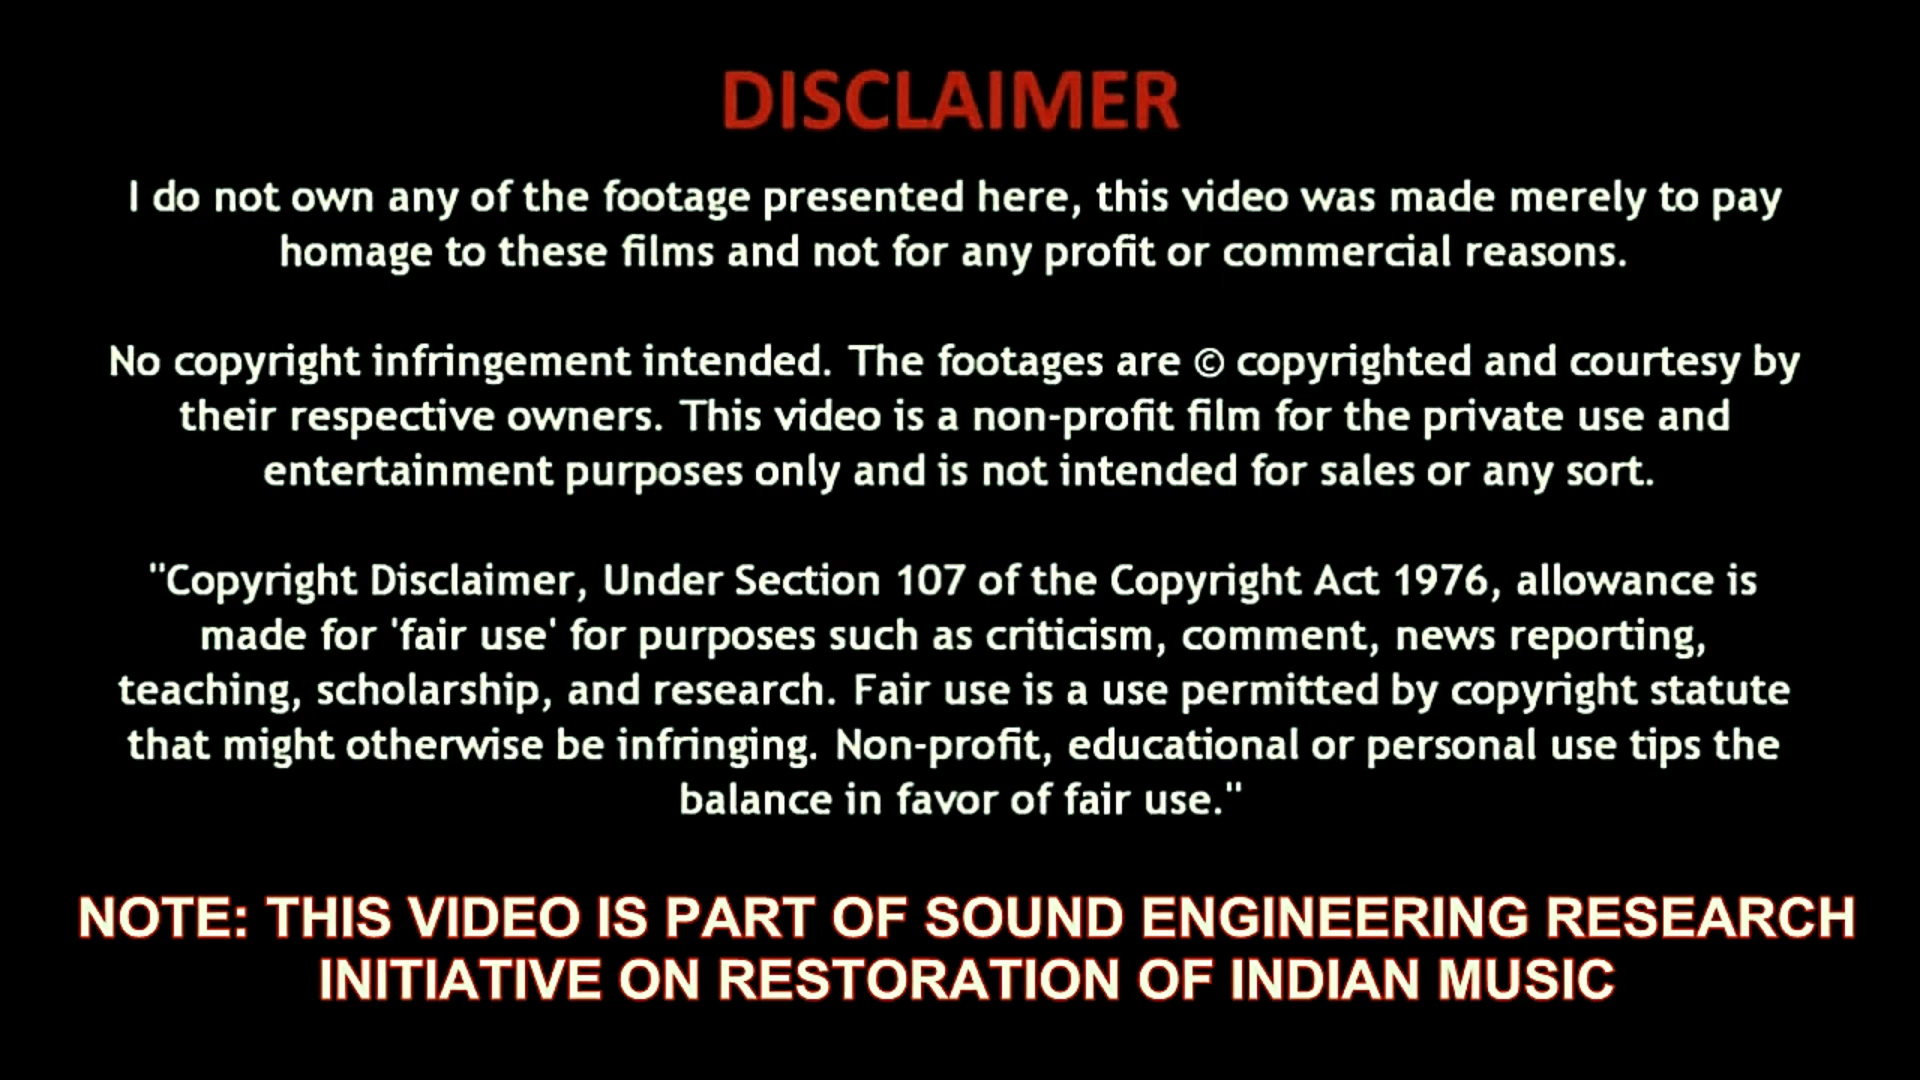 DISCLAIMER
I do not own any of the footage presented here, this video was made merely to pay
homage to these films and not for any profit or commercial reasons.
No copyright infringement intended. The footages are © copyrighted and courtesy by
their respective owners. This video is a non-profit film for the private use and
entertainment purposes only and is not intended for sales or any sort.
"Copyright Disclaimer, Under Section 107 of the Copyright Act 1976, allowance is
made for 'fair use' for purposes such as criticism, comment, news reporting,
teaching, scholarship, and research. Fair use is a use permitted by copyright statute
that might otherwise be infringing. Non-profit, educational or personal use tips the
balance in favor of fair use."
NOTE: THIS VIDEO IS PART OF SOUND ENGINEERING RESEARCH
INITIATIVE ON RESTORATION OF INDIAN MUSIC